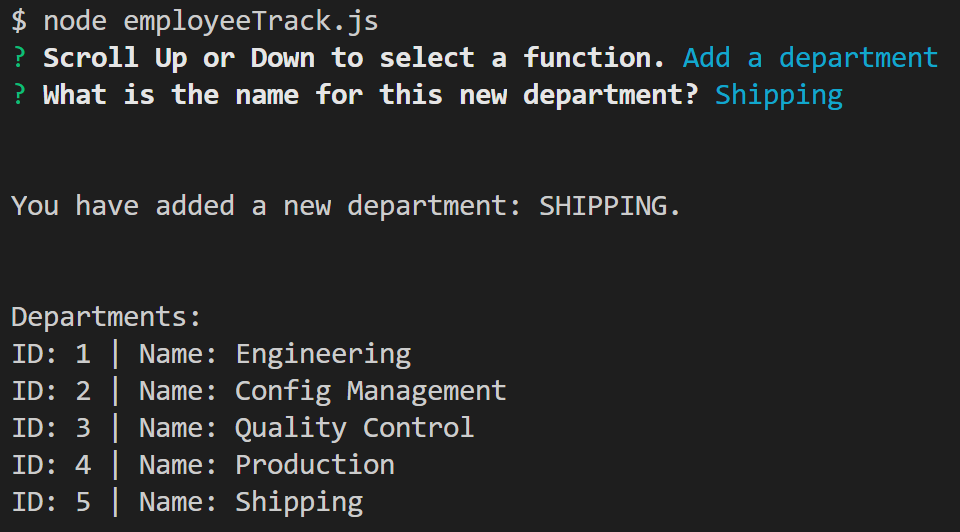 $ node employeeTrack.js
? Scroll Up or Down to select a function. Add a department
? What is the name for this new department? Shipping
You have added a new department: SHIPPING.
Departments:
ID: 1 | Name: Engineering
ID: 2 | Name: Config Management
ID: 3 | Name: Quality Control
ID: 4 | Name: Production
ID: 5 | Name: Shipping